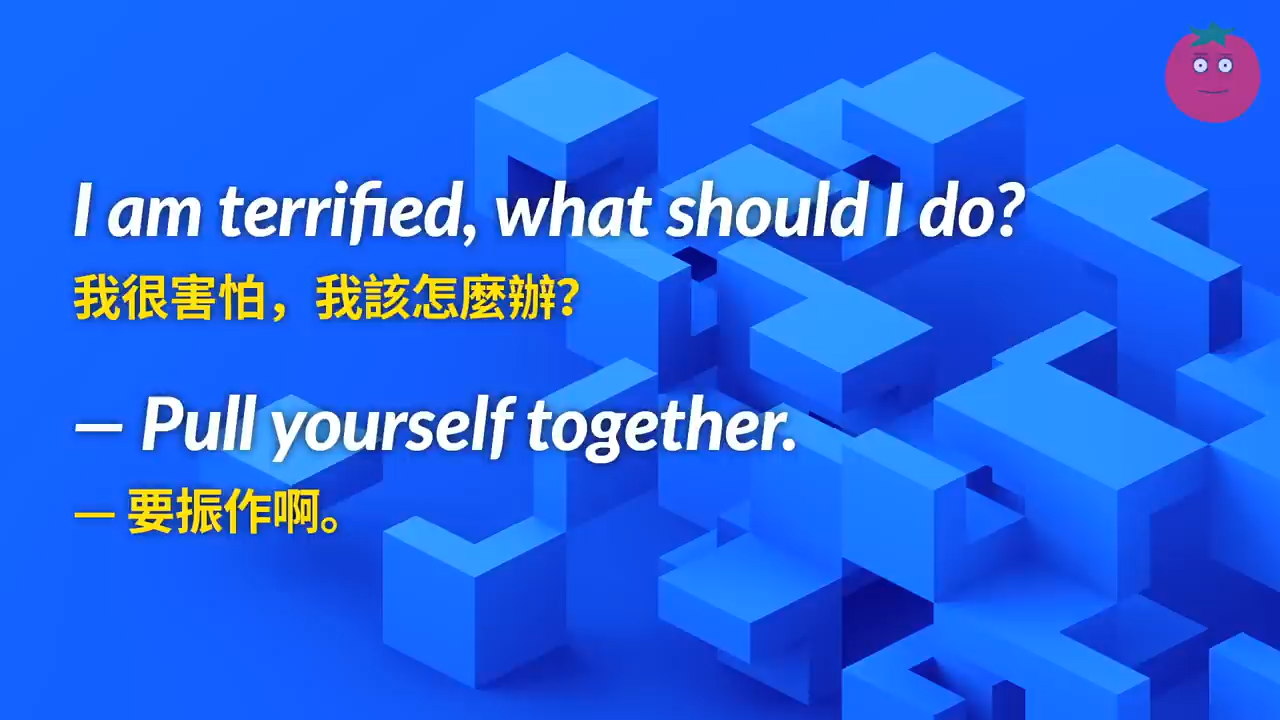 I am terrified, what should I do?
我很害怕，我該怎麼辦？
— Pull yourself together.
— 要振作啊。